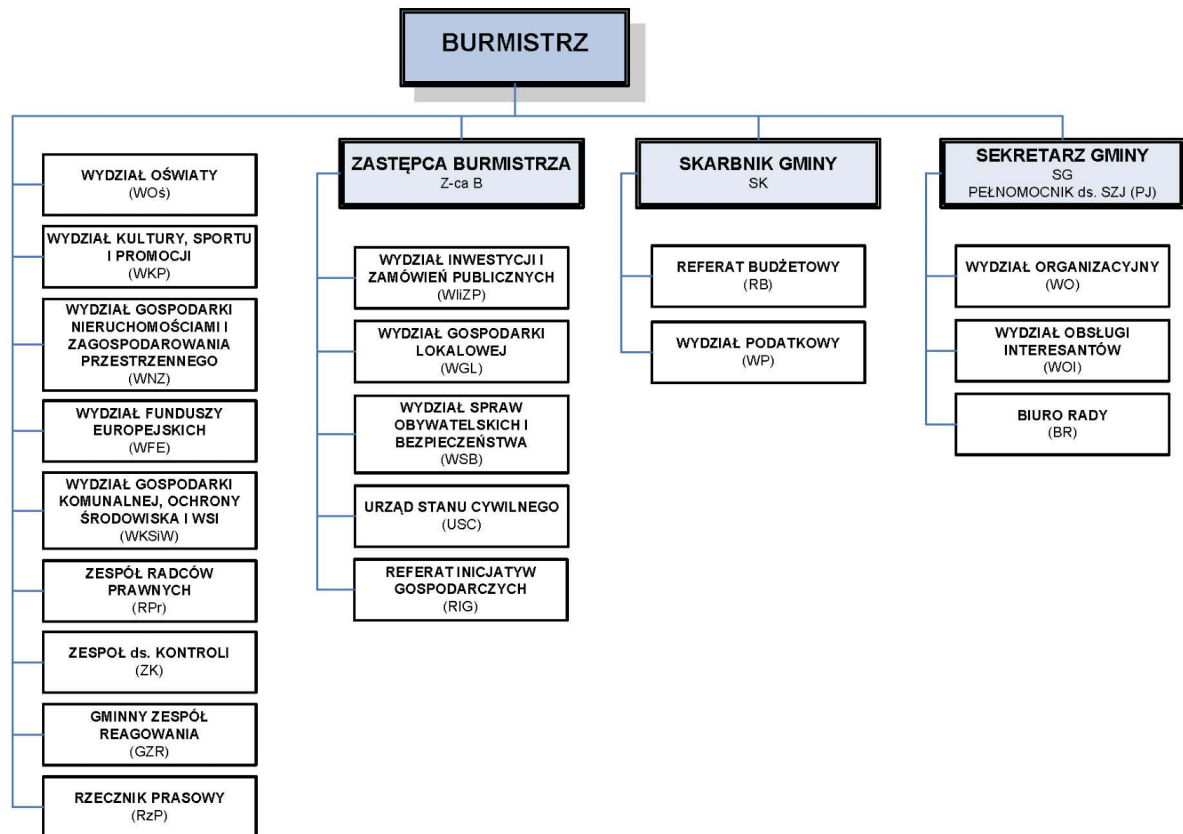 BURMISTRZ
WYDZIAŁ OŚWIATY
(WOś)
WYDZIAŁ KULTURY, SPORTU
I PROMOCJI
(WKP)
WYDZIAŁ GOSPODARKI
NIERUCHOMOŚCIAMI I
ZAGOSPODAROWANIA
PRZESTRZENNEGO
(WNZ)
WYDZIAŁ FUNDUSZY
EUROPEJSKICH
(WFE)
WYDZIAŁ GOSPODARKI
KOMUNALNEJ, OCHRONY
ŚRODOWISKA I WSI
(WKSiW)
ZESPÓŁ RADCÓW
PRAWNYCH
(RPr)
ZESPOŁ ds. KONTROLI
(ZK)
GMINNY ZESPÓŁ
REAGOWANIA
(GZR)
RZECZNIK PRASOWY
(RzP)
ZASTĘPCA BURMISTRZA
Z-ca B
WYDZIAŁ INWESTYCJI I
ZAMÓWIEŃ PUBLICZNYCH
(WIiZP)
WYDZIAŁ GOSPODARKI
LOKALOWEJ
(WGL)
WYDZIAŁ SPRAW
OBYWATELSKICH I
BEZPIECZEŃSTWA
(WSB)
URZĄD STANU CYWILNEGO
(USC)
REFERAT INICJATYW
GOSPODARCZYCH
(RIG)
SKARBNIK GMINY
SK
REFERAT BUDŻETOWY
(RB)
WYDZIAŁ PODATKOWY
(WP)
SEKRETARZ GMINY
SG
PEŁNOMOCNIK ds. SZJ (PJ)
WYDZIAŁ ORGANIZACYJNY
(WO)
WYDZIAŁ OBSŁUGI
INTERESANTÓW
(WOI)
BIURO RADY
(BR)